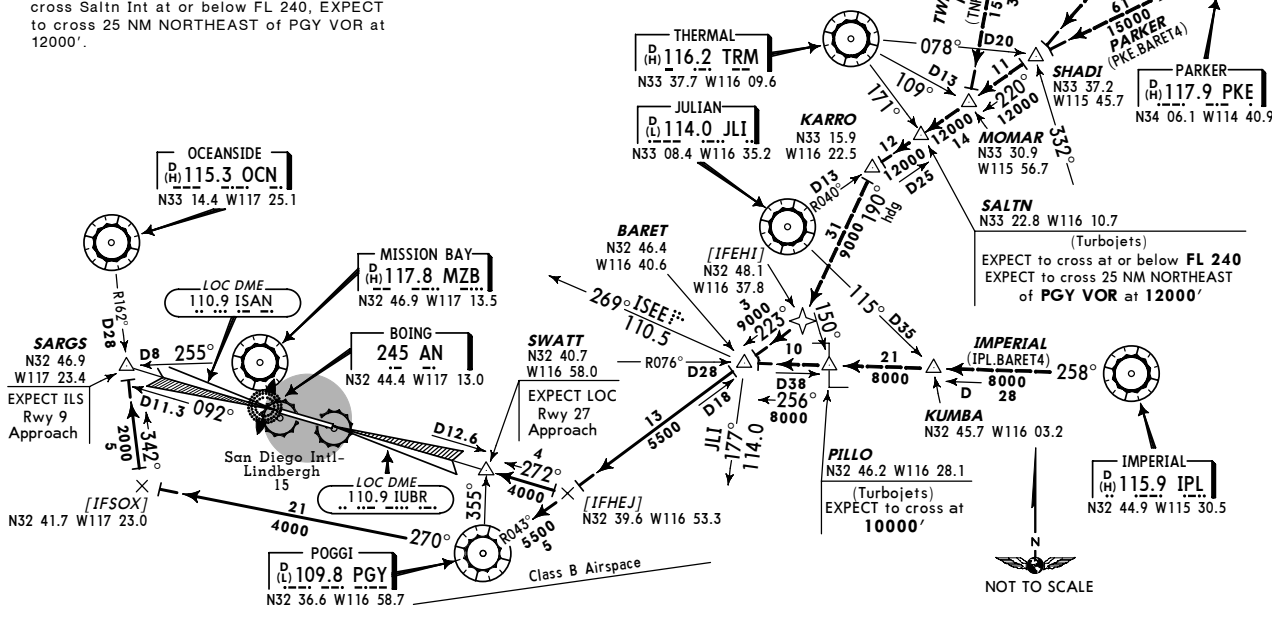 cross Saltn Int at or below FL 240, EXPECT
to cross 25 NM NORTHEAST of PGY VOR at
12000'.
THERMAL
D
(H) 116.2 TRM
N33 37.7 W116 09.6
078°
D20
109°
D13
171°
11
220°
12000
15000
PARKER
(PKE.BARET4)
SHADI
N33 37.2
W115 45.7
PARKER
D
(H) 117.9 PKE
N34 06.1 W114 40.9
332°
JULIAN
D
(L) 114.0 JLI
N33 08.4 W116 35.2
KARRO
N33 15.9
W116 22.5
12
12000
D25
12000
14
MOMAR
N33 30.9
W115 56.7
D13
R040°
190°
hdg
31
9000
SALTN
N33 22.8 W116 10.7
(Turbojets)
EXPECT to cross at or below FL 240
EXPECT to cross 25 NM NORTHEAST
of PGY VOR at 12000'
OCEANSIDE
D
(H) 115.3 OCN
N33 14.4 W117 25.1
R162°
D28
MISSION BAY
D
(H) 117.8 MZB
N32 46.9 W117 13.5
LOC DME
110.9 ISAN
BARET
N32 46.4
W116 40.6
[IFEHI]
N32 48.1
W116 37.8
269° ISEE
110.5
3
9000
223°
150°
115°
D35
SARGS
N32 46.9
W117 23.4
EXPECT ILS
Rwy 9
Approach
D8
255°
D11.3
092°
BOING
245 AN
N32 44.4 W117 13.0
SWATT
N32 40.7
W116 58.0
EXPECT LOC
Rwy 27
Approach
R076°
D28
10
D38
256°
8000
21
8000
IMPERIAL
(IPL.BARET4)
8000
D
28
258°
KUMBA
N32 45.7 W116 03.2
342°
2000
5
San Diego Intl-
Lindbergh
15
D12.6
D18
13
5500
JLI
177°
114.0
PILLO
N32 46.2 W116 28.1
(Turbojets)
EXPECT to cross at
10000'
IMPERIAL
D
(H) 115.9 IPL
N32 44.9 W115 30.5
[IFSOX]
N32 41.7 W117 23.0
LOC DME
110.9 IUBR
4
272°
4000
355°
[IFHEJ]
N32 39.6 W116 53.3
21
4000
270°
R043°
5500
5
POGGI
D
(L) 109.8 PGY
N32 36.6 W116 58.7
Class B Airspace
N
NOT TO SCALE